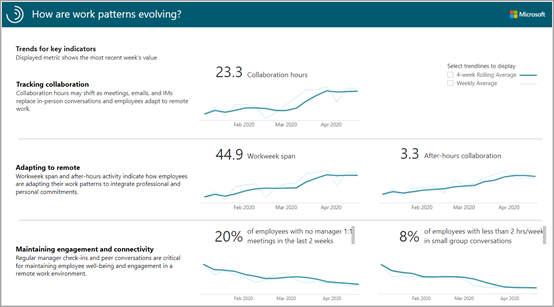 How are work patterns evolving?
Microsoft
Trends for key indicators
Displayed metric shows the most recent week's value
Select trendlines to display
4-week Rolling Average
Weekly Average
Tracking collaboration
Collaboration hours may shift as meetings, emails, and IMs
replace in-person conversations and employees adapt to remote
work.
23.3 Collaboration hours
Feb 2020 Mar 2020 Apr 2020
Adapting to remote
Workweek span and after-hours activity indicate how employees
are adapting their work patterns to integrate professional and
personal commitments.
44.9 Workweek span
Feb 2020 Mar 2020 Apr 2020
3.3 After-hours collaboration
Feb 2020 Mar 2020 Apr 2020
Maintaining engagement and connectivity
Regular manager check-ins and peer conversations are critical
for maintaining employee well-being and engagement in a
remote work environment.
20% of employees with no manager 1:1
meetings in the last 2 weeks
Feb 2020 Mar 2020 Apr 2020
8% of employees with less than 2 hrs/week
in small group conversations
Feb 2020 Mar 2020 Apr 2020